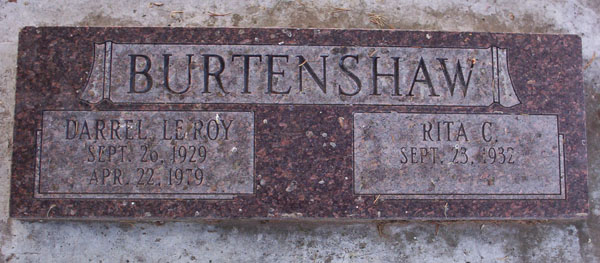 BURTENSHAW
DARREL LE ROY
SEPT. 26, 1929
APR. 22, 1979
RITA C.
SEPT. 23, 1932